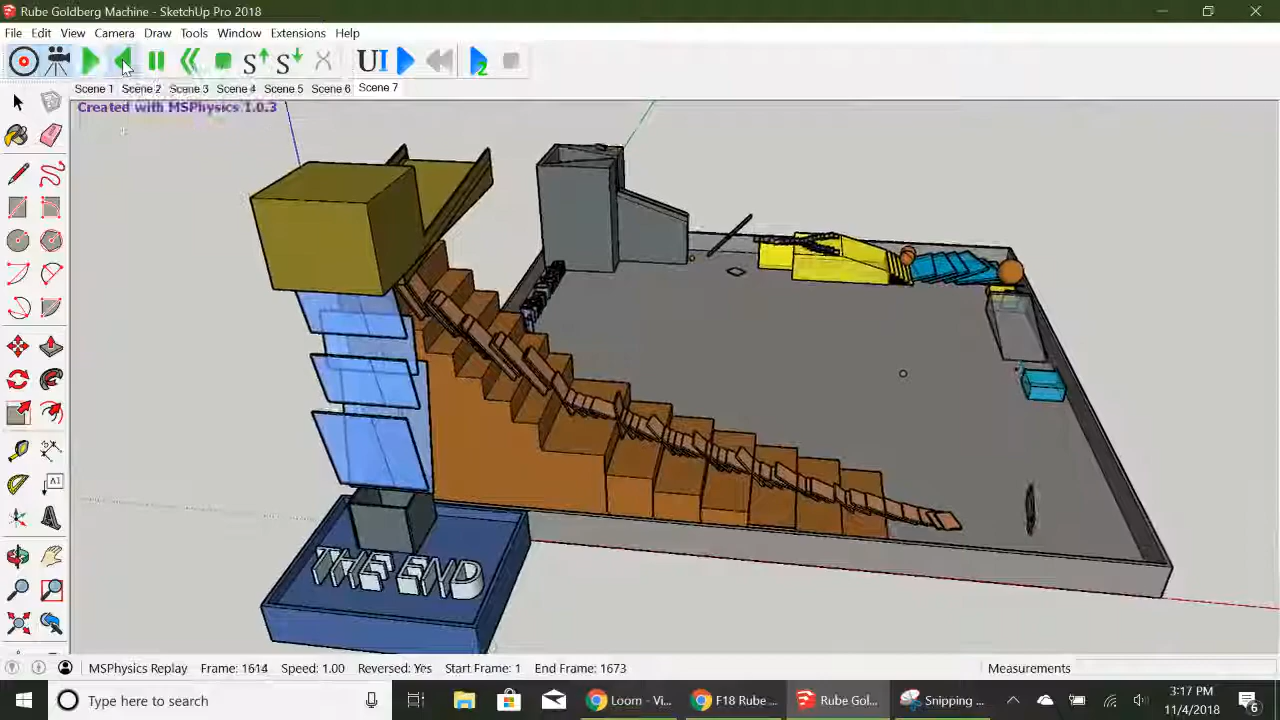 Rube Goldberg Machine - SketchUp Pro 2018
File Edit View Camera Draw Tools Window Extensions Help
UI 2
Scene 1 Scene 2 Scene 3 Scene 4 Scene 5 Scene 6 Scene 7
Created with MSPhysics 1.0.3
THE END
MSPhysics Replay Frame: 1614 Speed: 1.00 Reversed: Yes Start Frame: 1 End Frame: 1673 Measurements
Type here to search
Loom - Vi...
F18 Rube ...
Rube Gol...
Snipping ...
3:17 PM
11/4/2018
6